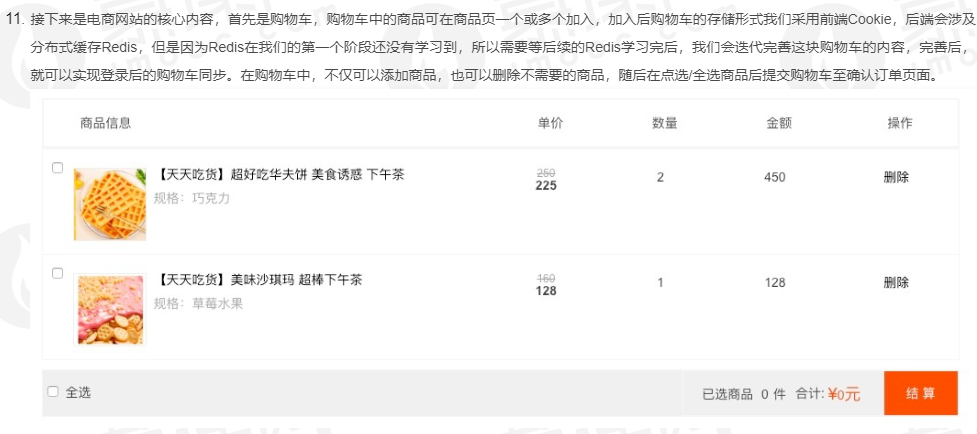 11. 接下来是电商网站的核心内容，首先是购物车，购物车中的商品可在商品页一个或多个加入，加入后购物车的存储形式我们采用前端Cookie，后端会涉及
分布式缓存Redis，但是因为Redis在我们的第一个阶段还没有学习到，所以需要等后续的Redis学习完后，我们会迭代完善这块购物车的内容，完善后，
就可以实现登录后的购物车同步。在购物车中，不仅可以添加商品，也可以删除不需要的商品，随后在点选/全选商品后提交购物车至确认订单页面。
商品信息 单价 数量 金额 操作
【天天吃货】超好吃华夫饼 美食诱惑 下午茶 250 2 450 删除
规格：巧克力 225
【天天吃货】美味沙琪玛 超棒下午茶 160 1 128 删除
规格：草莓水果 128
全选 已选商品 0 件 合计: ¥0元 结 算